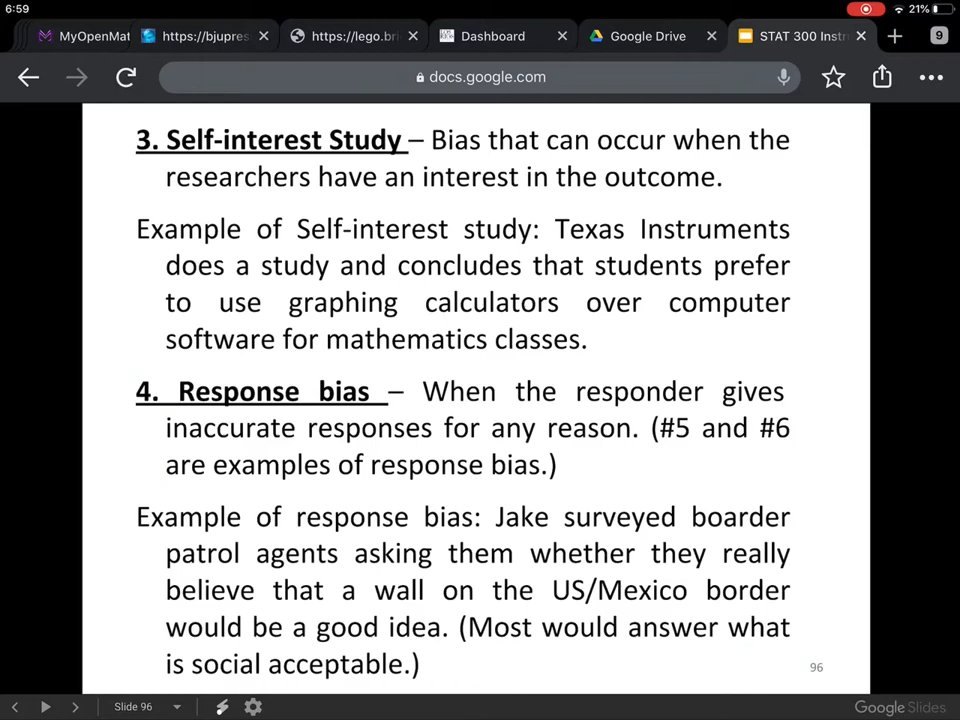 6:59
21%
MyOpenMat
https://bjupres
https://lego.bri
Dashboard
Google Drive
STAT 300 Instr
9
docs.google.com
3. Self-interest Study – Bias that can occur when the
researchers have an interest in the outcome.
Example of Self-interest study: Texas Instruments
does a study and concludes that students prefer
to use graphing calculators over computer
software for mathematics classes.
4. Response bias – When the responder gives
inaccurate responses for any reason. (#5 and #6
are examples of response bias.)
Example of response bias: Jake surveyed boarder
patrol agents asking them whether they really
believe that a wall on the US/Mexico border
would be a good idea. (Most would answer what
is social acceptable.)
96
Slide 96
Google Slides